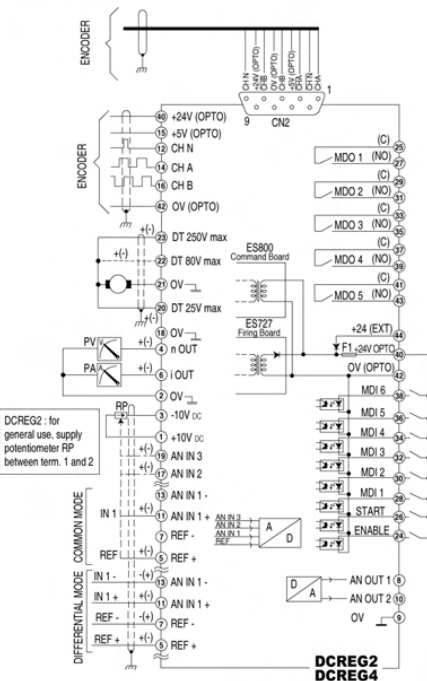 ENCODER
CH N
+24V (OPTO)
CHB
0V (OPTO)
CHB
+5V (OPTO)
CHA
CH N
CHA
9
CN2
1
ENCODER
40 +24V (OPTO)
15 +5V (OPTO)
12 CH N
14 CH A
16 CH B
42 OV (OPTO)
+(-) 23 DT 250V max
+(-) 22 DT 80V max
21 OV
20 DT 25V max
+(-)
18 OV
PV V 4 n OUT
PA A 6 i OUT
2 OV
RP 3 -10V DC
1 +10V DC
DCREG2 : for
general use, supply
potentiometer RP
between term. 1 and 2
+(-) 19 AN IN 3
+(-) 17 AN IN 2
COMMON MODE
13 AN IN 1 -
IN 1 +(-) 11 AN IN 1 +
7 REF -
REF +(-) 5 REF +
DIFFERENTIAL MODE
IN 1 - -(+) 13 AN IN 1 -
IN 1 + +(-) 11 AN IN 1 +
REF - -(+) 7 REF -
REF + +(-) 5 REF +
ES800
Command Board
ES727
Firing Board
AN IN 3
AN IN 2
AN IN 1
REF
A
D
(C) 25
MDO 1 (NO) 27
(C) 29
MDO 2 (NO) 31
(C) 33
MDO 3 (NO) 35
(C) 37
MDO 4 (NO) 39
(C) 41
MDO 5 (NO) 43
+24 (EXT) 44
F1 +24V OPTO 40
OV (OPTO) 42
MDI 6 38
MDI 5 36
MDI 4 34
MDI 3 32
MDI 2 30
MDI 1 28
START 26
ENABLE 24
D
A
AN OUT 1 8
AN OUT 2 10
OV 9
DCREG2
DCREG4